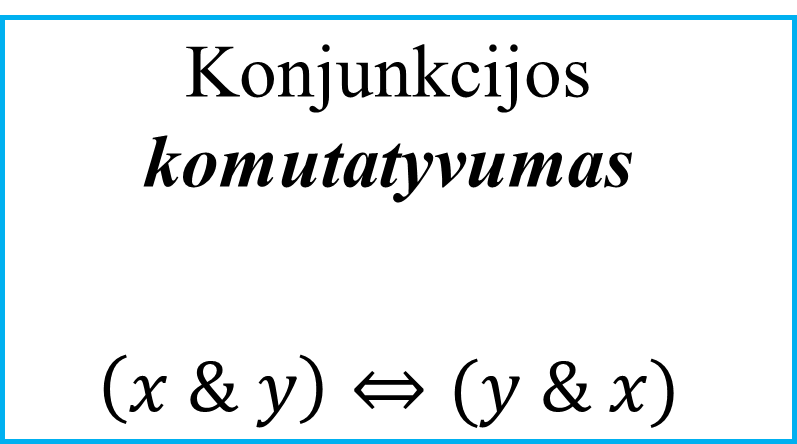 Konjunkcijos
komutatyvumas
(x & y) ⇔ (y & x)